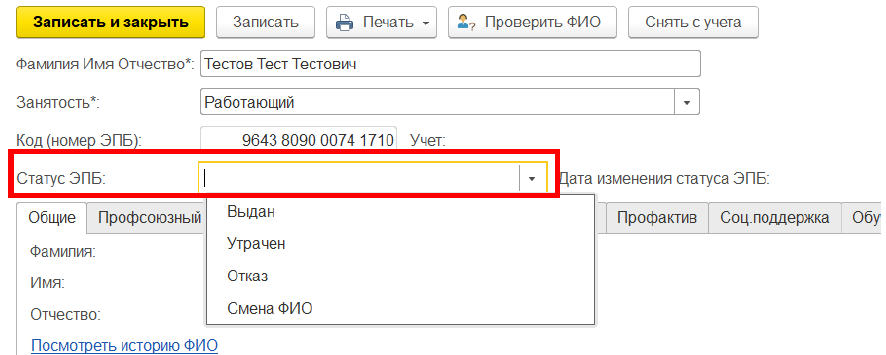 Записать и закрыть Записать Печать Проверить ФИО Снять с учета
Фамилия Имя Отчество*: Тестов Тест Тестович
Занятость*: Работающий
Код (номер ЭПБ): 9643 8090 0074 1710 Учет:
Статус ЭПБ: Дата изменения статуса ЭПБ:
Общие Профсоюзный Профактив Соц.поддержка Обу
Выдан
Утрачен
Отказ
Смена ФИО
Фамилия:
Имя:
Отчество:
Посмотреть историю ФИО